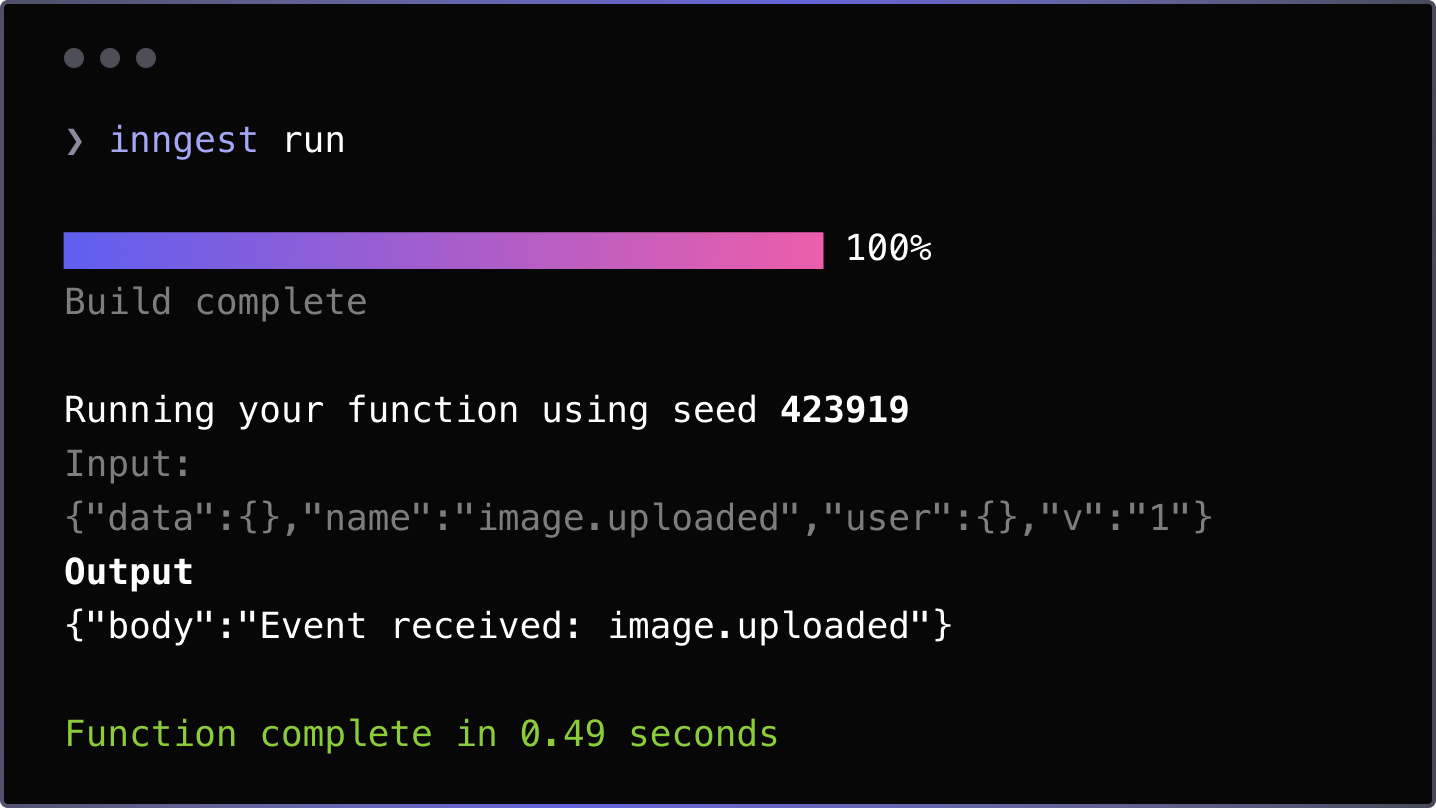 ❯ inngest run
100%
Build complete
Running your function using seed 423919
Input:
{"data":{},"name":"image.uploaded","user":{},"v":"1"}
Output
{"body":"Event received: image.uploaded"}
Function complete in 0.49 seconds